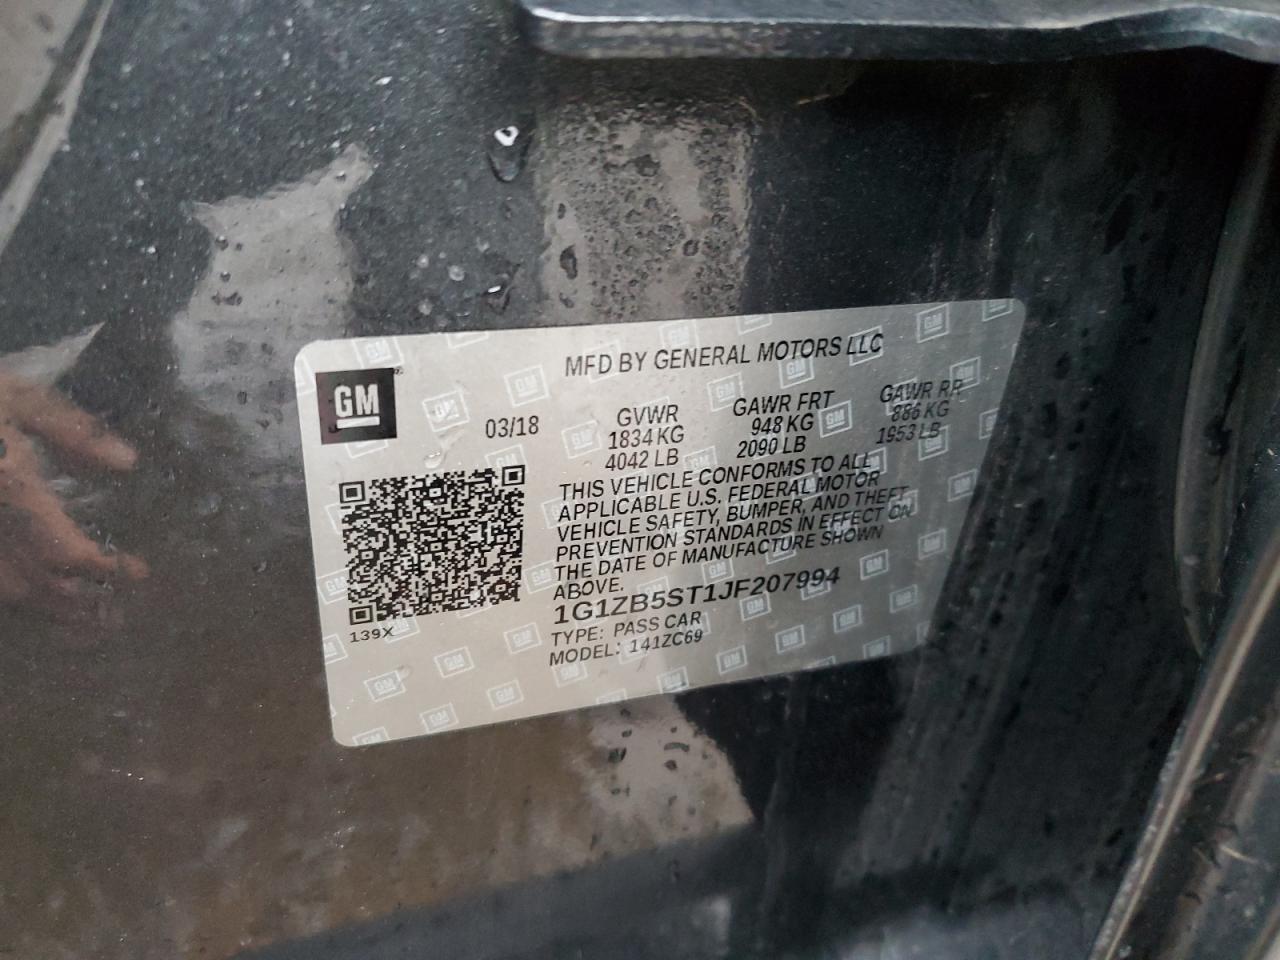 MFD BY GENERAL MOTORS LLC
GM
03/18
GVWR
1834 KG
4042 LB
GAWR FRT
948 KG
2090 LB
GAWR RR
886 KG
1953 LB
THIS VEHICLE CONFORMS TO ALL
APPLICABLE U.S. FEDERAL MOTOR
VEHICLE SAFETY, BUMPER, AND THEFT
PREVENTION STANDARDS IN EFFECT ON
THE DATE OF MANUFACTURE SHOWN
ABOVE.
1G1ZB5ST1JF207994
TYPE: PASS CAR
MODEL: 141ZC69
139X